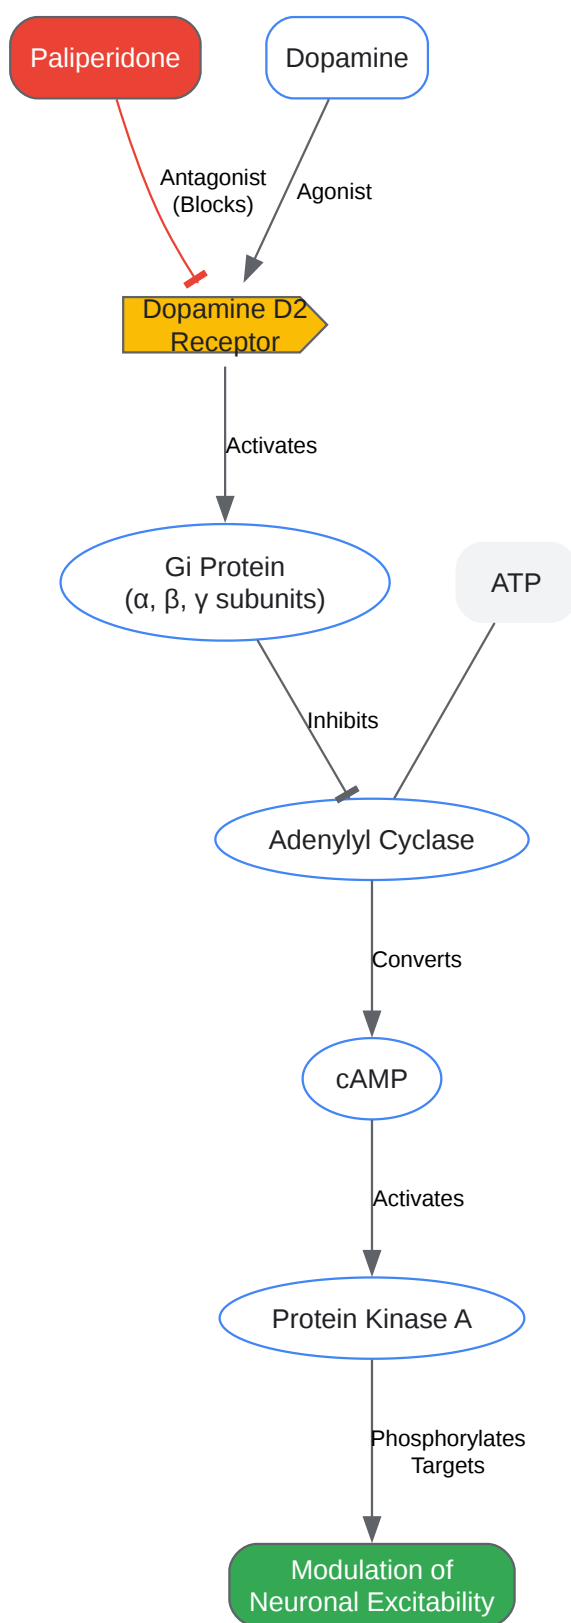 Paliperidone
Dopamine
Antagonist
(Blocks)
Agonist
Dopamine D2
Receptor
Activates
Gi Protein
(α, β, γ subunits)
ATP
Inhibits
Adenylyl Cyclase
Converts
cAMP
Activates
Protein Kinase A
Phosphorylates
Targets
Modulation of
Neuronal Excitability